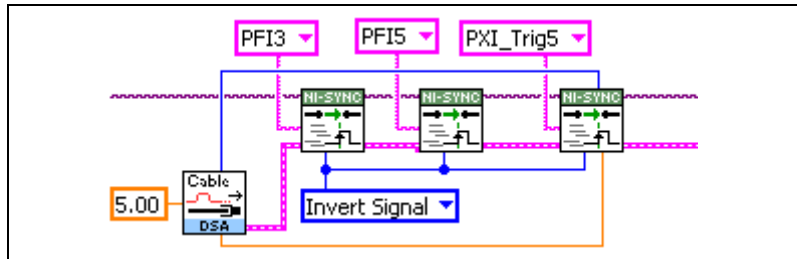 PFI3 PFI5 PXI_Trig5
NI-SYNC NI-SYNC NI-SYNC
Cable
5.00 Invert Signal
DSA